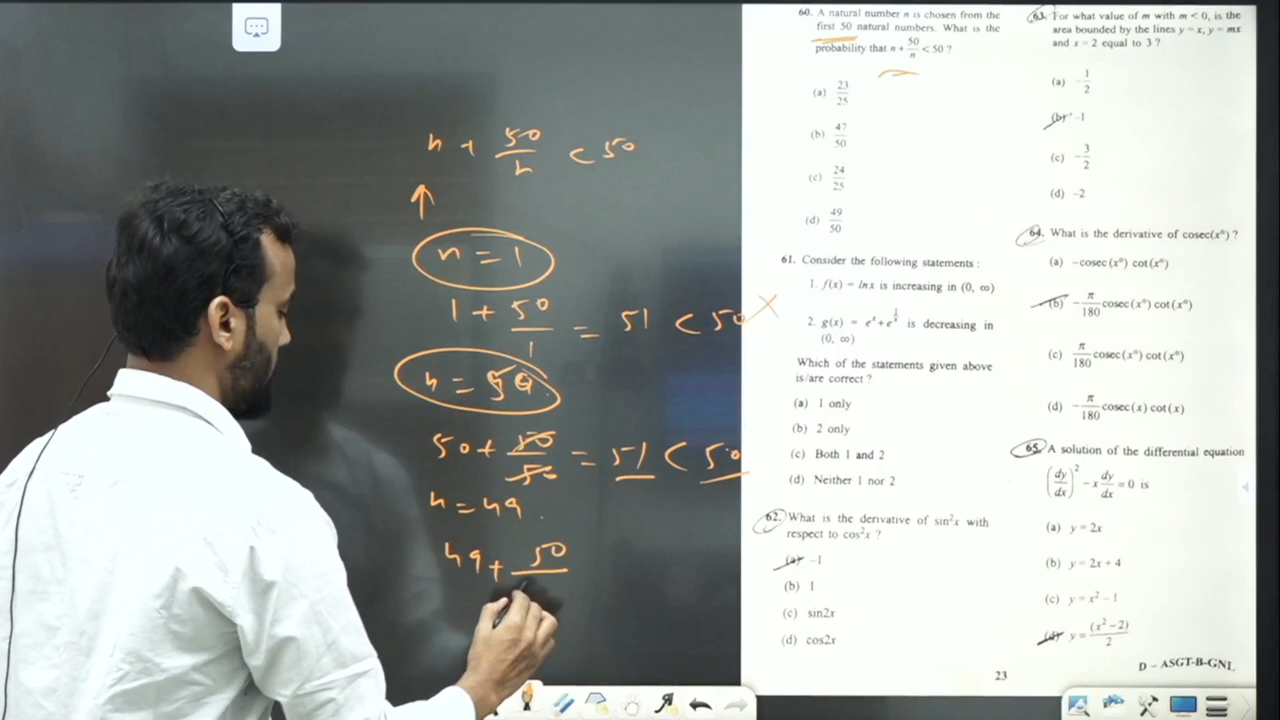 n + 50/n < 50
↑
n = 1
1 + 50/1 = 51 < 50 ×
n = 50
50 + 50/50 = 51 < 50
n = 49.
49 + 50
60. A natural number n is chosen from the
first 50 natural numbers. What is the
probability that n + 50/n < 50 ?
(a) 23/25
(b) 47/50
(c) 24/25
(d) 49/50
61. Consider the following statements :
1. f(x) = lnx is increasing in (0, ∞)
2. g(x) = e^x + e^(1/x) is decreasing in
(0, ∞)
Which of the statements given above
is/are correct ?
(a) 1 only
(b) 2 only
(c) Both 1 and 2
(d) Neither 1 nor 2
62. What is the derivative of sin²x with
respect to cos²x ?
(a) -1
(b) 1
(c) sin2x
(d) cos2x
63. For what value of m with m < 0, is the
area bounded by the lines y = x, y = mx
and x = 2 equal to 3 ?
(a) -1/2
(b) -1
(c) -3/2
(d) -2
64. What is the derivative of cosec(x°) ?
(a) -cosec(x°) cot(x°)
(b) -π/180 cosec(x°) cot(x°)
(c) π/180 cosec(x°) cot(x°)
(d) -π/180 cosec(x) cot(x)
65. A solution of the differential equation
(dy/dx)² - x dy/dx = 0 is
(a) y = 2x
(b) y = 2x + 4
(c) y = x² - 1
(d) y = (x² - 2)/2
D - ASGT-B-GNL
23